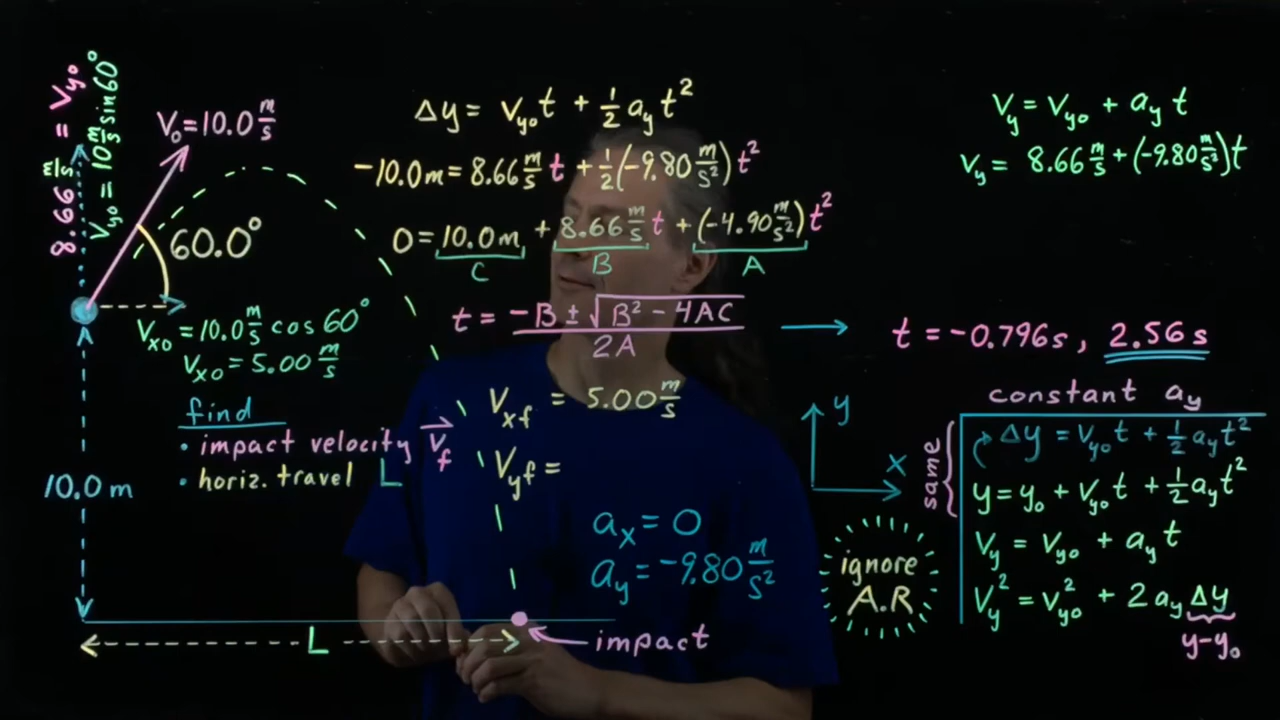 8.66 m/s = Vyo
Vyo = 10 m/s sin60°
Vo = 10.0 m/s
60.0°
Vxo = 10.0 m/s cos 60°
Vxo = 5.00 m/s
find
• impact velocity Vf
• horiz. travel L
10.0 m
L
impact
Δy = Vyo t + 1/2 ay t²
-10.0m = 8.66 m/s t + 1/2 (-9.80 m/s²) t²
0 = 10.0m + 8.66 m/s t + (-4.90 m/s²) t²
C B A
t = (-B ± √(B² - 4AC)) / 2A
t = -0.796s, 2.56s
Vxf = 5.00 m/s
Vyf =
ax = 0
ay = -9.80 m/s²
y
x
ignore
A.R
Vy = Vyo + ay t
Vy = 8.66 m/s + (-9.80 m/s²)t
constant ay
same
Δy = Vyo t + 1/2 ay t²
y = yo + Vyo t + 1/2 ay t²
Vy = Vyo + ay t
Vy² = Vyo² + 2 ay Δy
y-yo